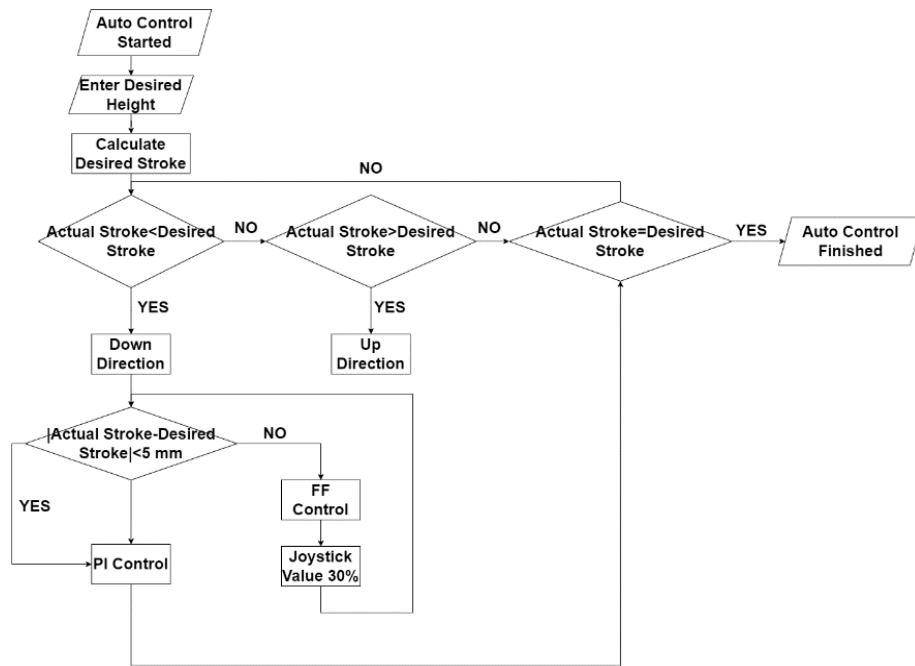 Auto Control
Started
Enter Desired
Height
Calculate
Desired Stroke
NO
Actual Stroke<Desired
Stroke
NO
Actual Stroke>Desired
Stroke
NO
Actual Stroke=Desired
Stroke
YES
Auto Control
Finished
YES
YES
Down
Direction
Up
Direction
|Actual Stroke-Desired
Stroke|<5 mm
NO
YES
FF
Control
PI Control
Joystick
Value 30%